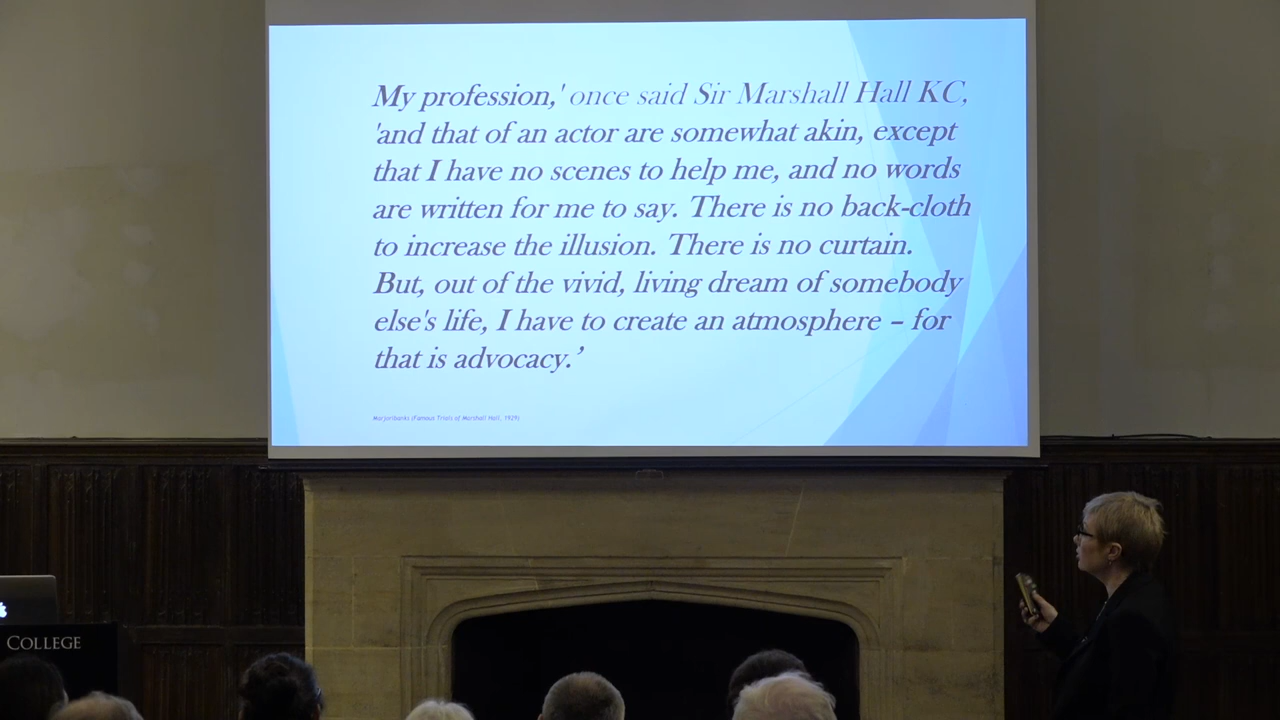 My profession,' once said Sir Marshall Hall KC,
'and that of an actor are somewhat akin, except
that I have no scenes to help me, and no words
are written for me to say. There is no back-cloth
to increase the illusion. There is no curtain.
But, out of the vivid, living dream of somebody
else's life, I have to create an atmosphere – for
that is advocacy.’
Marjoribanks (Famous Trials of Marshall Hall, 1929)
COLLEGE